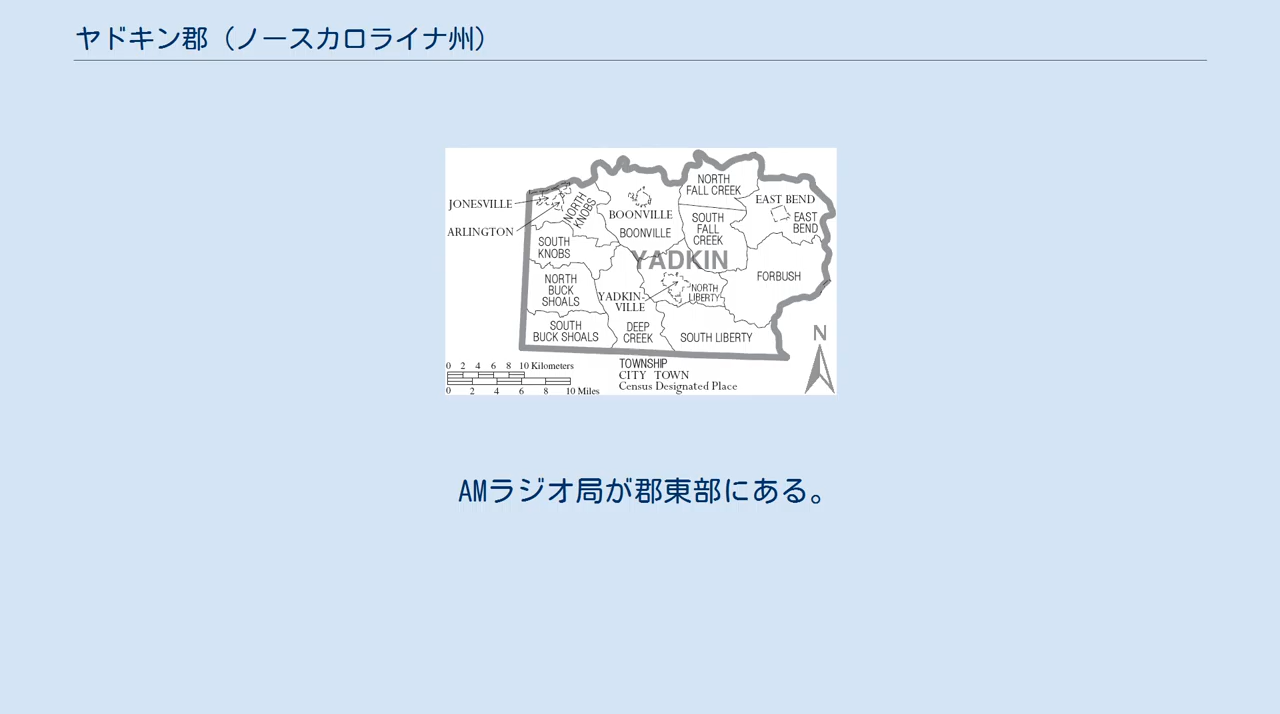 ヤドキン郡（ノースカロライナ州）
NORTH
FALL CREEK
JONESVILLE
NORTH
KNOBS
EAST BEND
BOONVILLE
ARLINGTON
BOONVILLE
SOUTH
FALL
CREEK
EAST
BEND
SOUTH
KNOBS
YADKIN
FORBUSH
NORTH
BUCK
SHOALS
YADKIN-
VILLE
NORTH
LIBERTY
SOUTH
BUCK SHOALS
DEEP
CREEK
SOUTH LIBERTY
N
0 2 4 6 8 10 Kilometers
0 2 4 6 8 10 Miles
TOWNSHIP
CITY TOWN
Census Designated Place
AMラジオ局が郡東部にある。